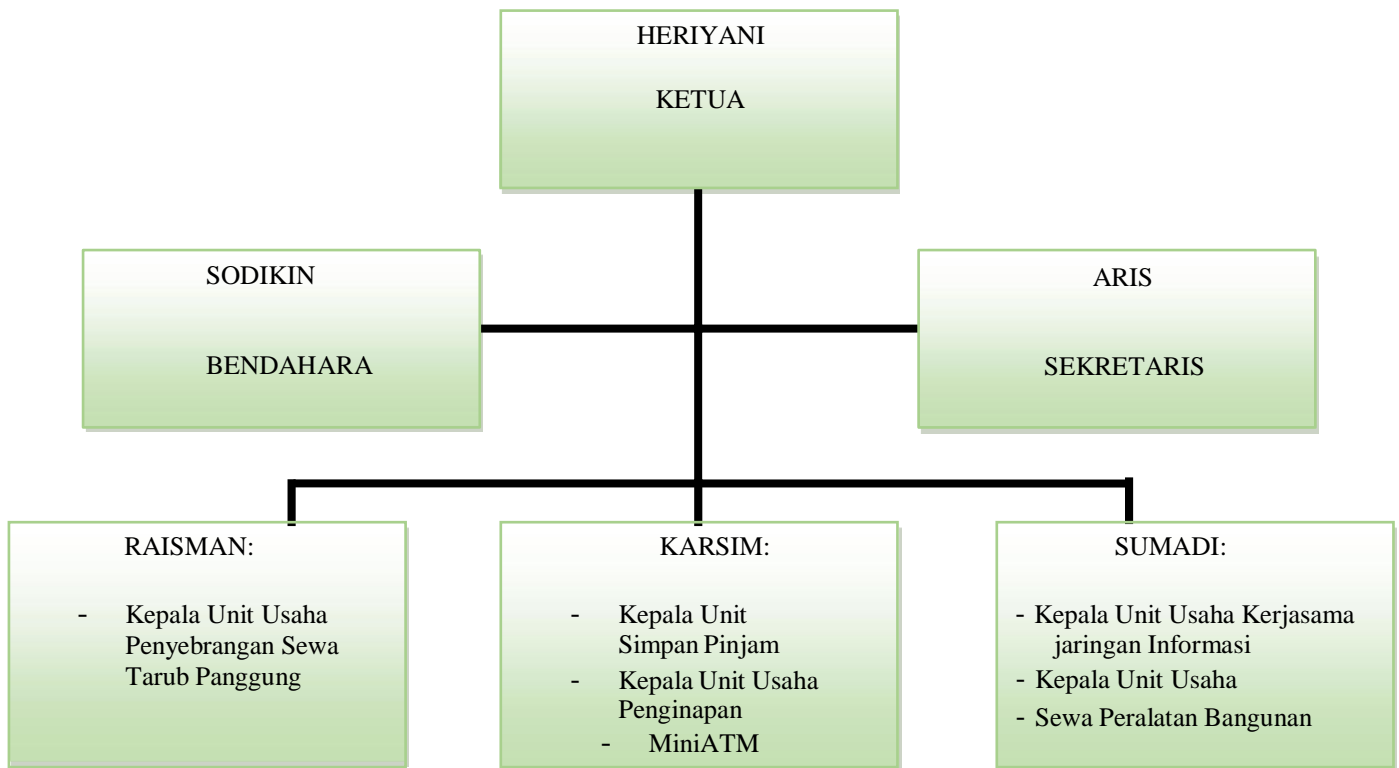 HERIYANI
KETUA
SODIKIN
BENDAHARA
ARIS
SEKRETARIS
RAISMAN:
- Kepala Unit Usaha
Penyebrangan Sewa
Tarub Panggung
KARSIM:
- Kepala Unit
Simpan Pinjam
- Kepala Unit Usaha
Penginapan
- MiniATM
SUMADI:
- Kepala Unit Usaha Kerjasama
jaringan Informasi
- Kepala Unit Usaha
- Sewa Peralatan Bangunan